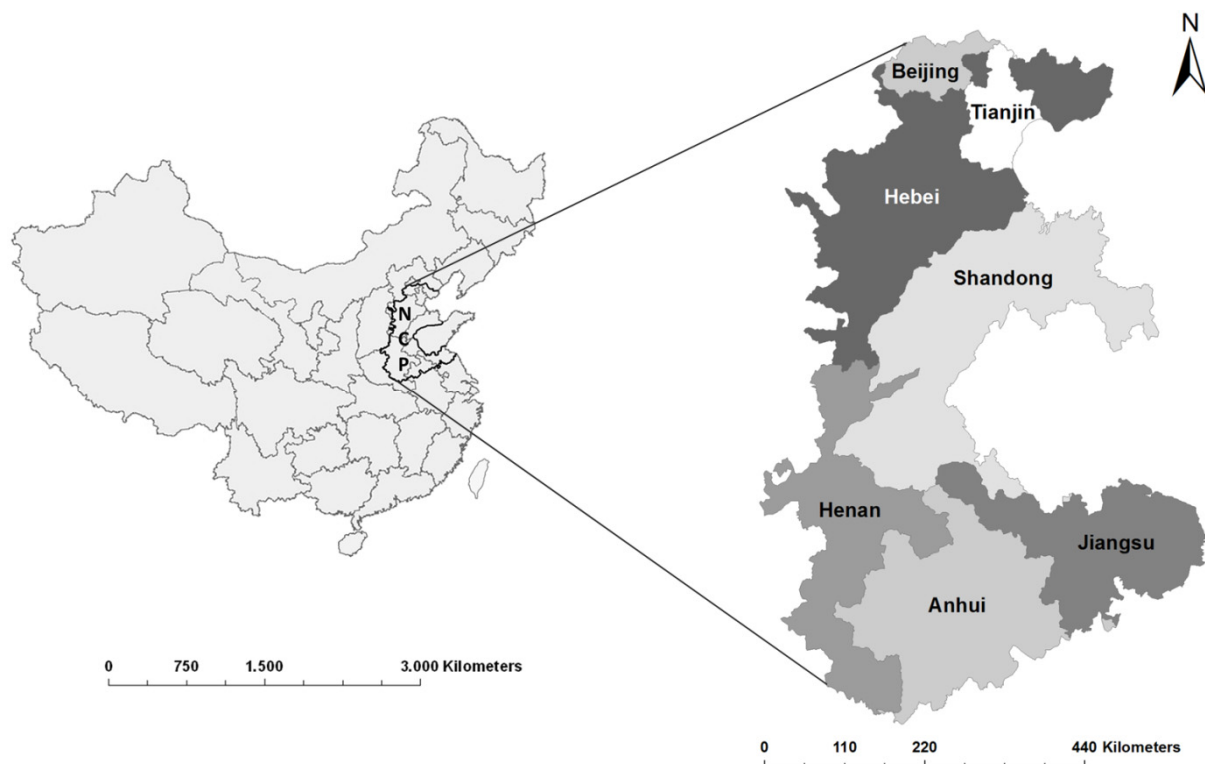 N
Beijing
Tianjin
Hebei
Shandong
N
C
P
Henan
Jiangsu
Anhui
0 750 1.500 3.000 Kilometers
0 110 220 440 Kilometers